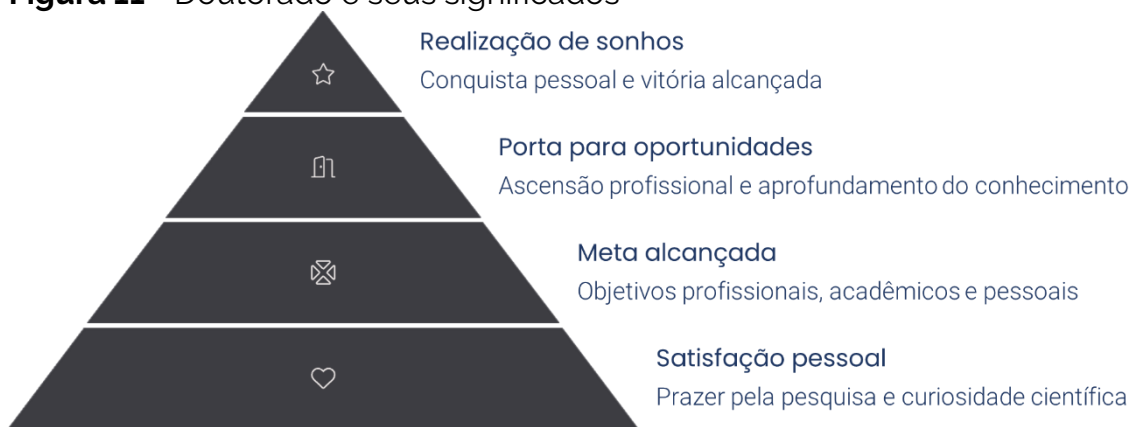 Figura 11 - Doutorado e seus significados
Realização de sonhos
Conquista pessoal e vitória alcançada
Porta para oportunidades
Ascensão profissional e aprofundamento do conhecimento
Meta alcançada
Objetivos profissionais, acadêmicos e pessoais
Satisfação pessoal
Prazer pela pesquisa e curiosidade científica